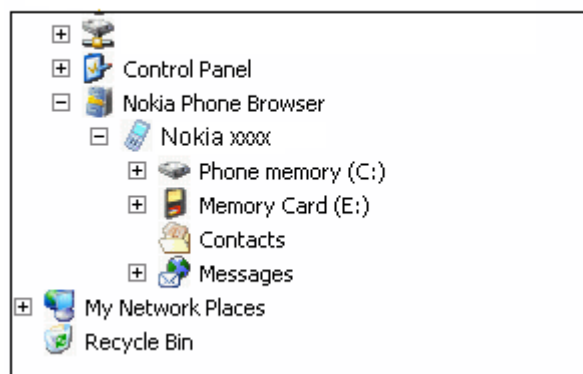 Control Panel
Nokia Phone Browser
Nokia xxxx
Phone memory (C:)
Memory Card (E:)
Contacts
Messages
My Network Places
Recycle Bin